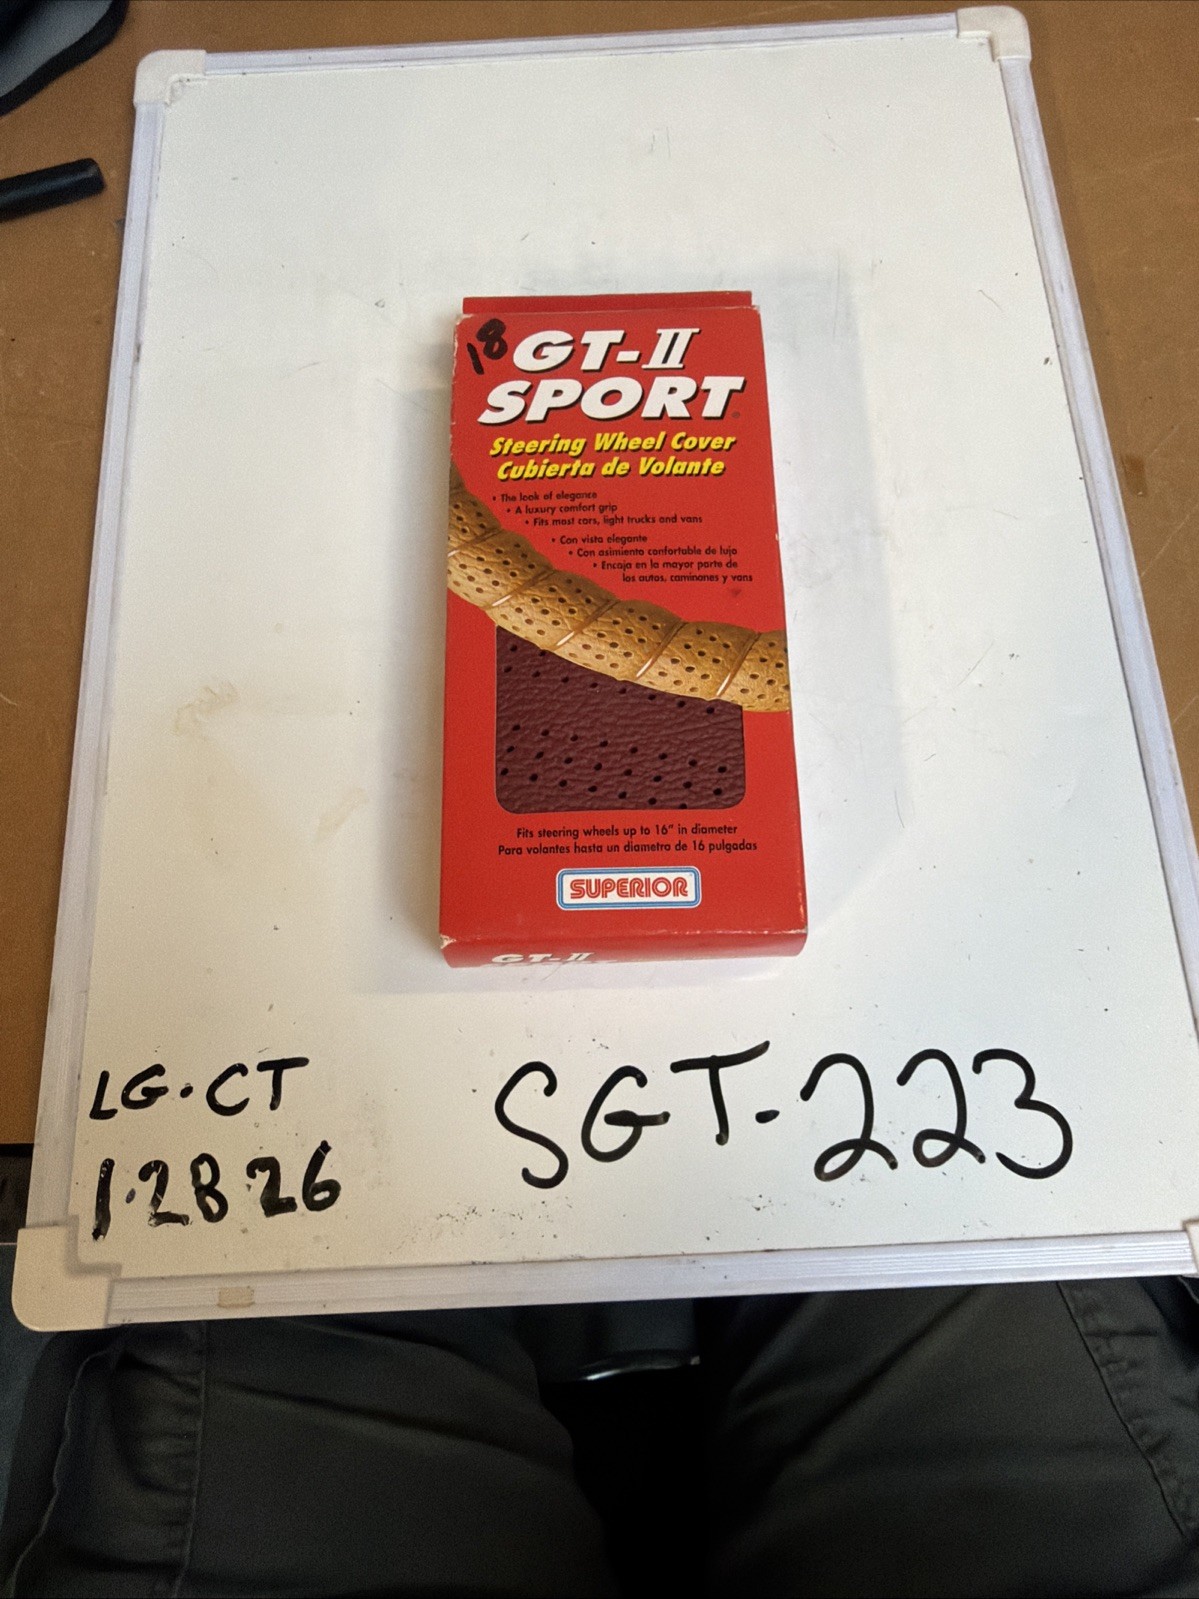 18
GT-II
SPORT
Steering Wheel Cover
Cubierta de Volante
• The look of elegance
• A luxury comfort grip
• Fits most cars, light trucks and vans
• Con vista elegante
• Con asimiento confortable de lujo
• Encaja en la mayor parte de
los autos, caminones y vans
Fits steering wheels up to 16" in diameter
Para volantes hasta un diametro de 16 pulgadas
SUPERIOR
GT-II
LG.CT
1.28.26
SGT-223